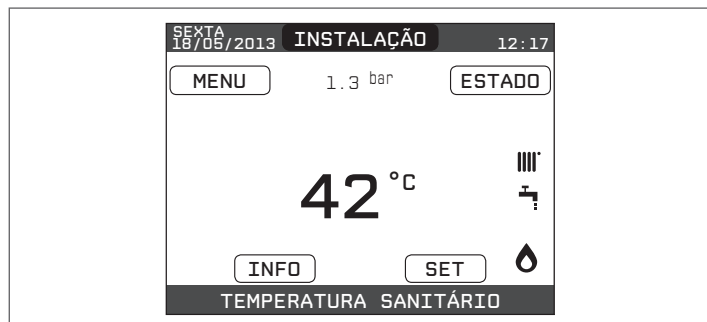 SEXTA
18/05/2013 INSTALAÇÃO 12:17
MENU 1.3 bar ESTADO
42 °C
INFO SET
TEMPERATURA SANITÁRIO